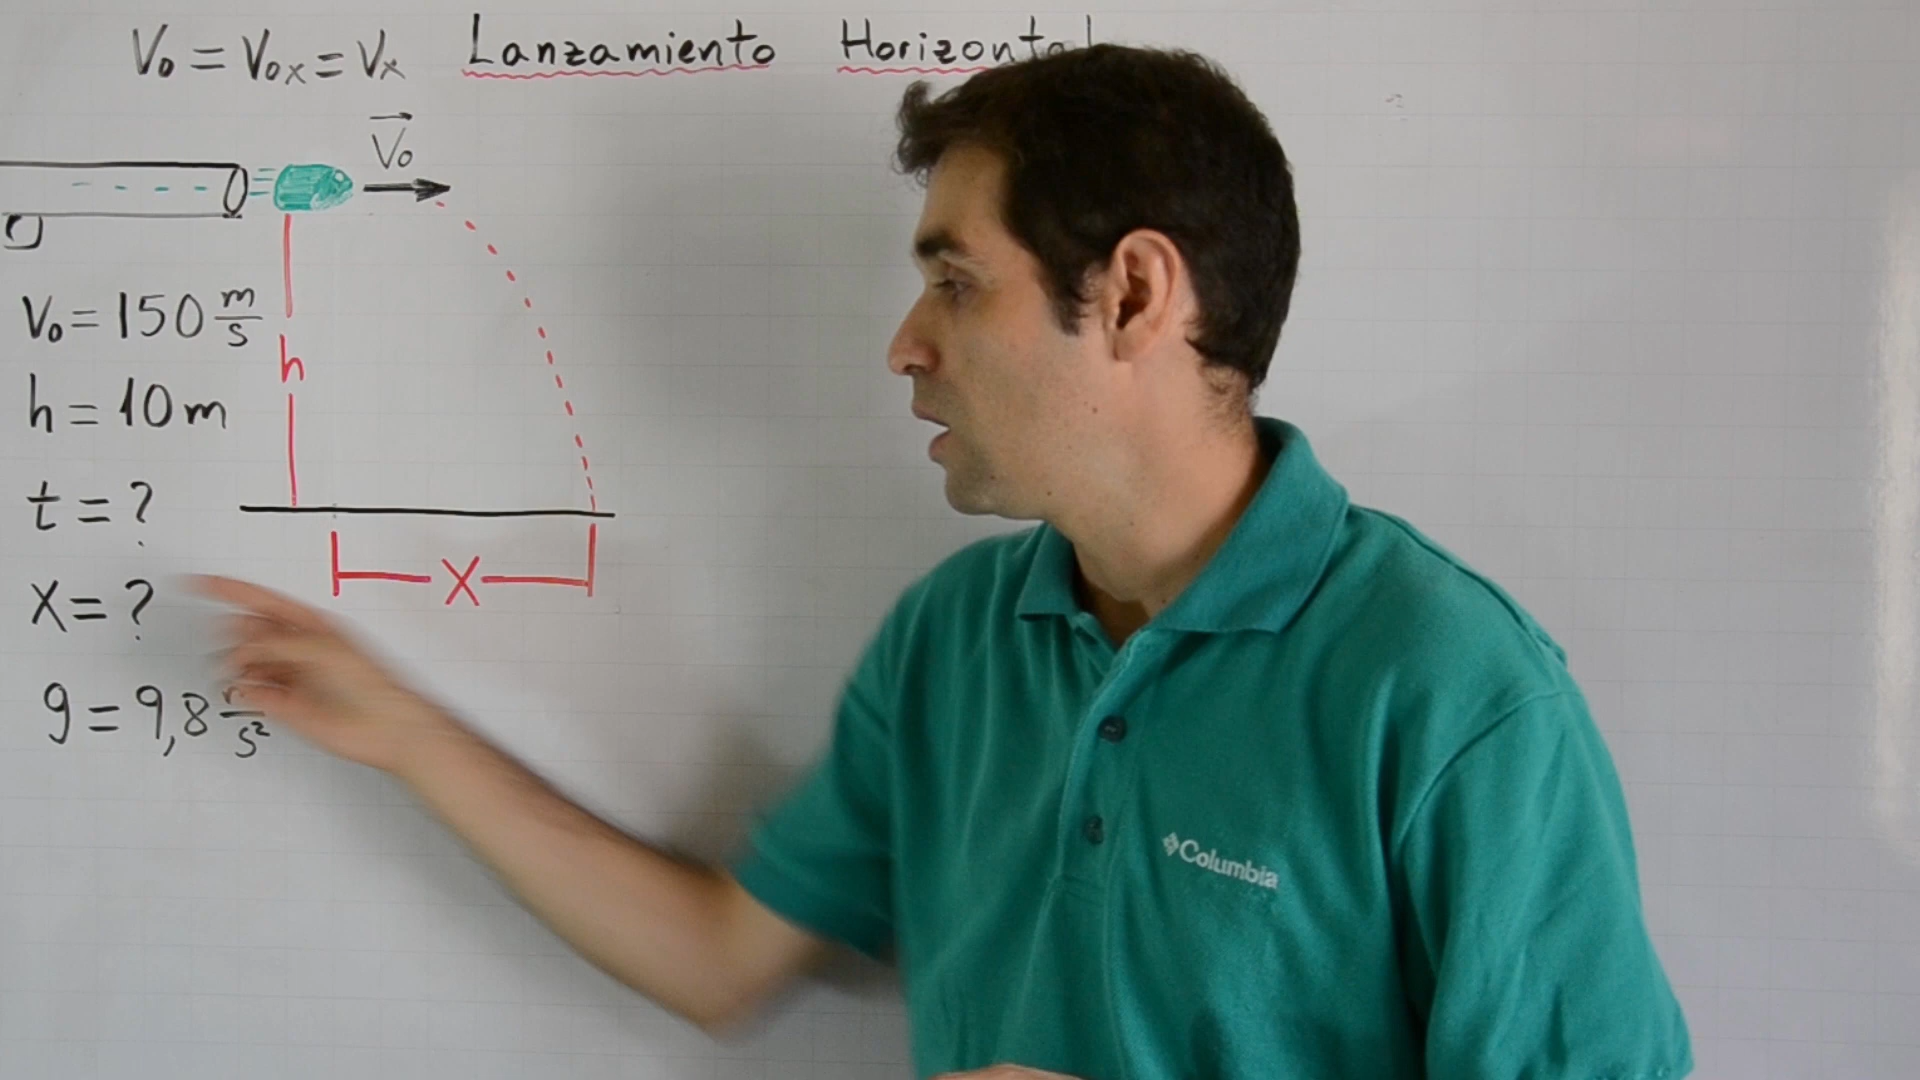 V₀ = V₀ₓ = Vₓ Lanzamiento Horizontal
V₀
V₀ = 150 m/s
h
h = 10 m
t = ?
X
X = ?
g = 9,8 m/s²
Columbia